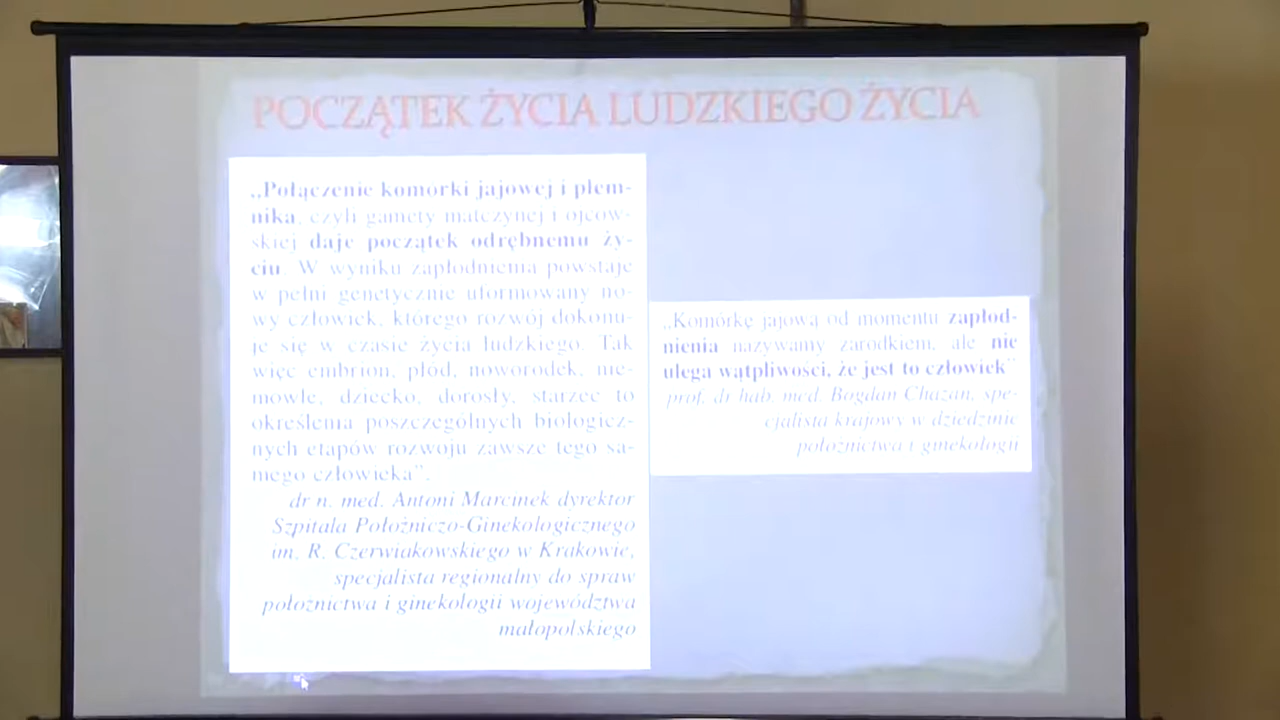 POCZĄTEK ŻYCIA LUDZKIEGO ŻYCIA
„Połączenie komórki jajowej i plem-
nika, czyli gamety matczynej i ojcow-
skiej daje początek odrębnemu ży-
ciu. W wyniku zapłodnienia powstaje
w pełni genetycznie uformowany no-
wy człowiek, którego rozwój dokonu-
je się w czasie życia ludzkiego. Tak
więc embrion, płód, noworodek, nie-
mowlę, dziecko, dorosły, starzec to
określenia poszczególnych biologicz-
nych etapów rozwoju zawsze tego sa-
mego człowieka”.
dr n. med. Antoni Marcinek dyrektor
Szpitala Położniczo-Ginekologicznego
im. R. Czerwiakowskiego w Krakowie,
specjalista regionalny do spraw
położnictwa i ginekologii województwa
małopolskiego
„Komórkę jajową od momentu zapłod-
nienia nazywamy zarodkiem, ale nie
ulega wątpliwości, że jest to człowiek”
prof. dr hab. med. Bogdan Chazan, spe-
cjalista krajowy w dziedzinie
położnictwa i ginekologii